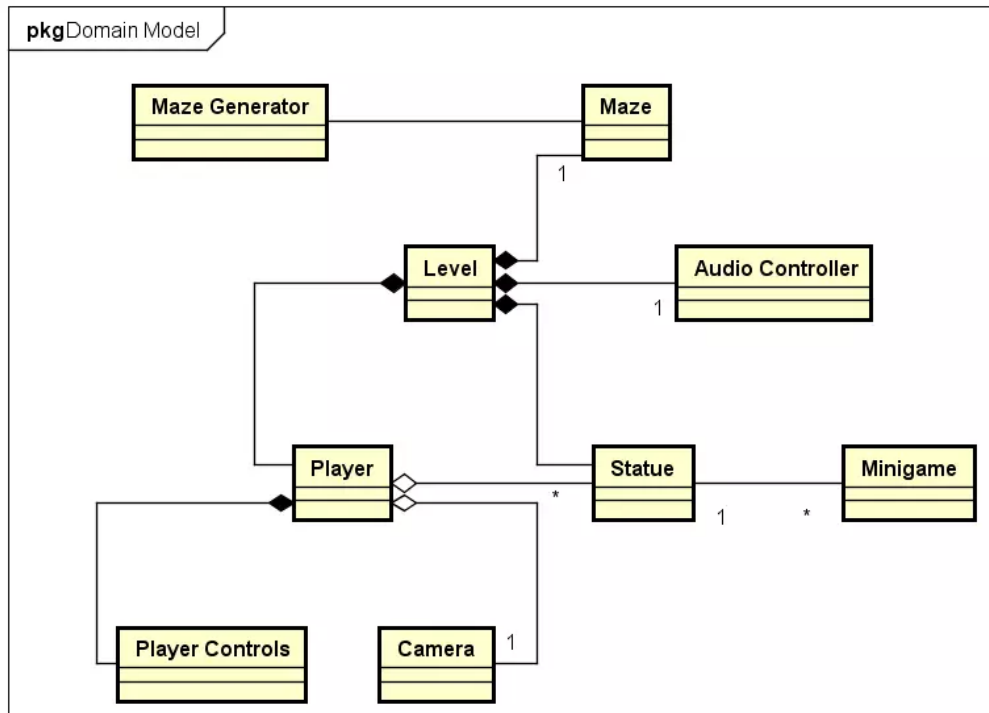 pkgDomain Model
Maze Generator
Maze
1
Level
Audio Controller
1
Player
Statue
Minigame
*
1
*
Player Controls
Camera
1